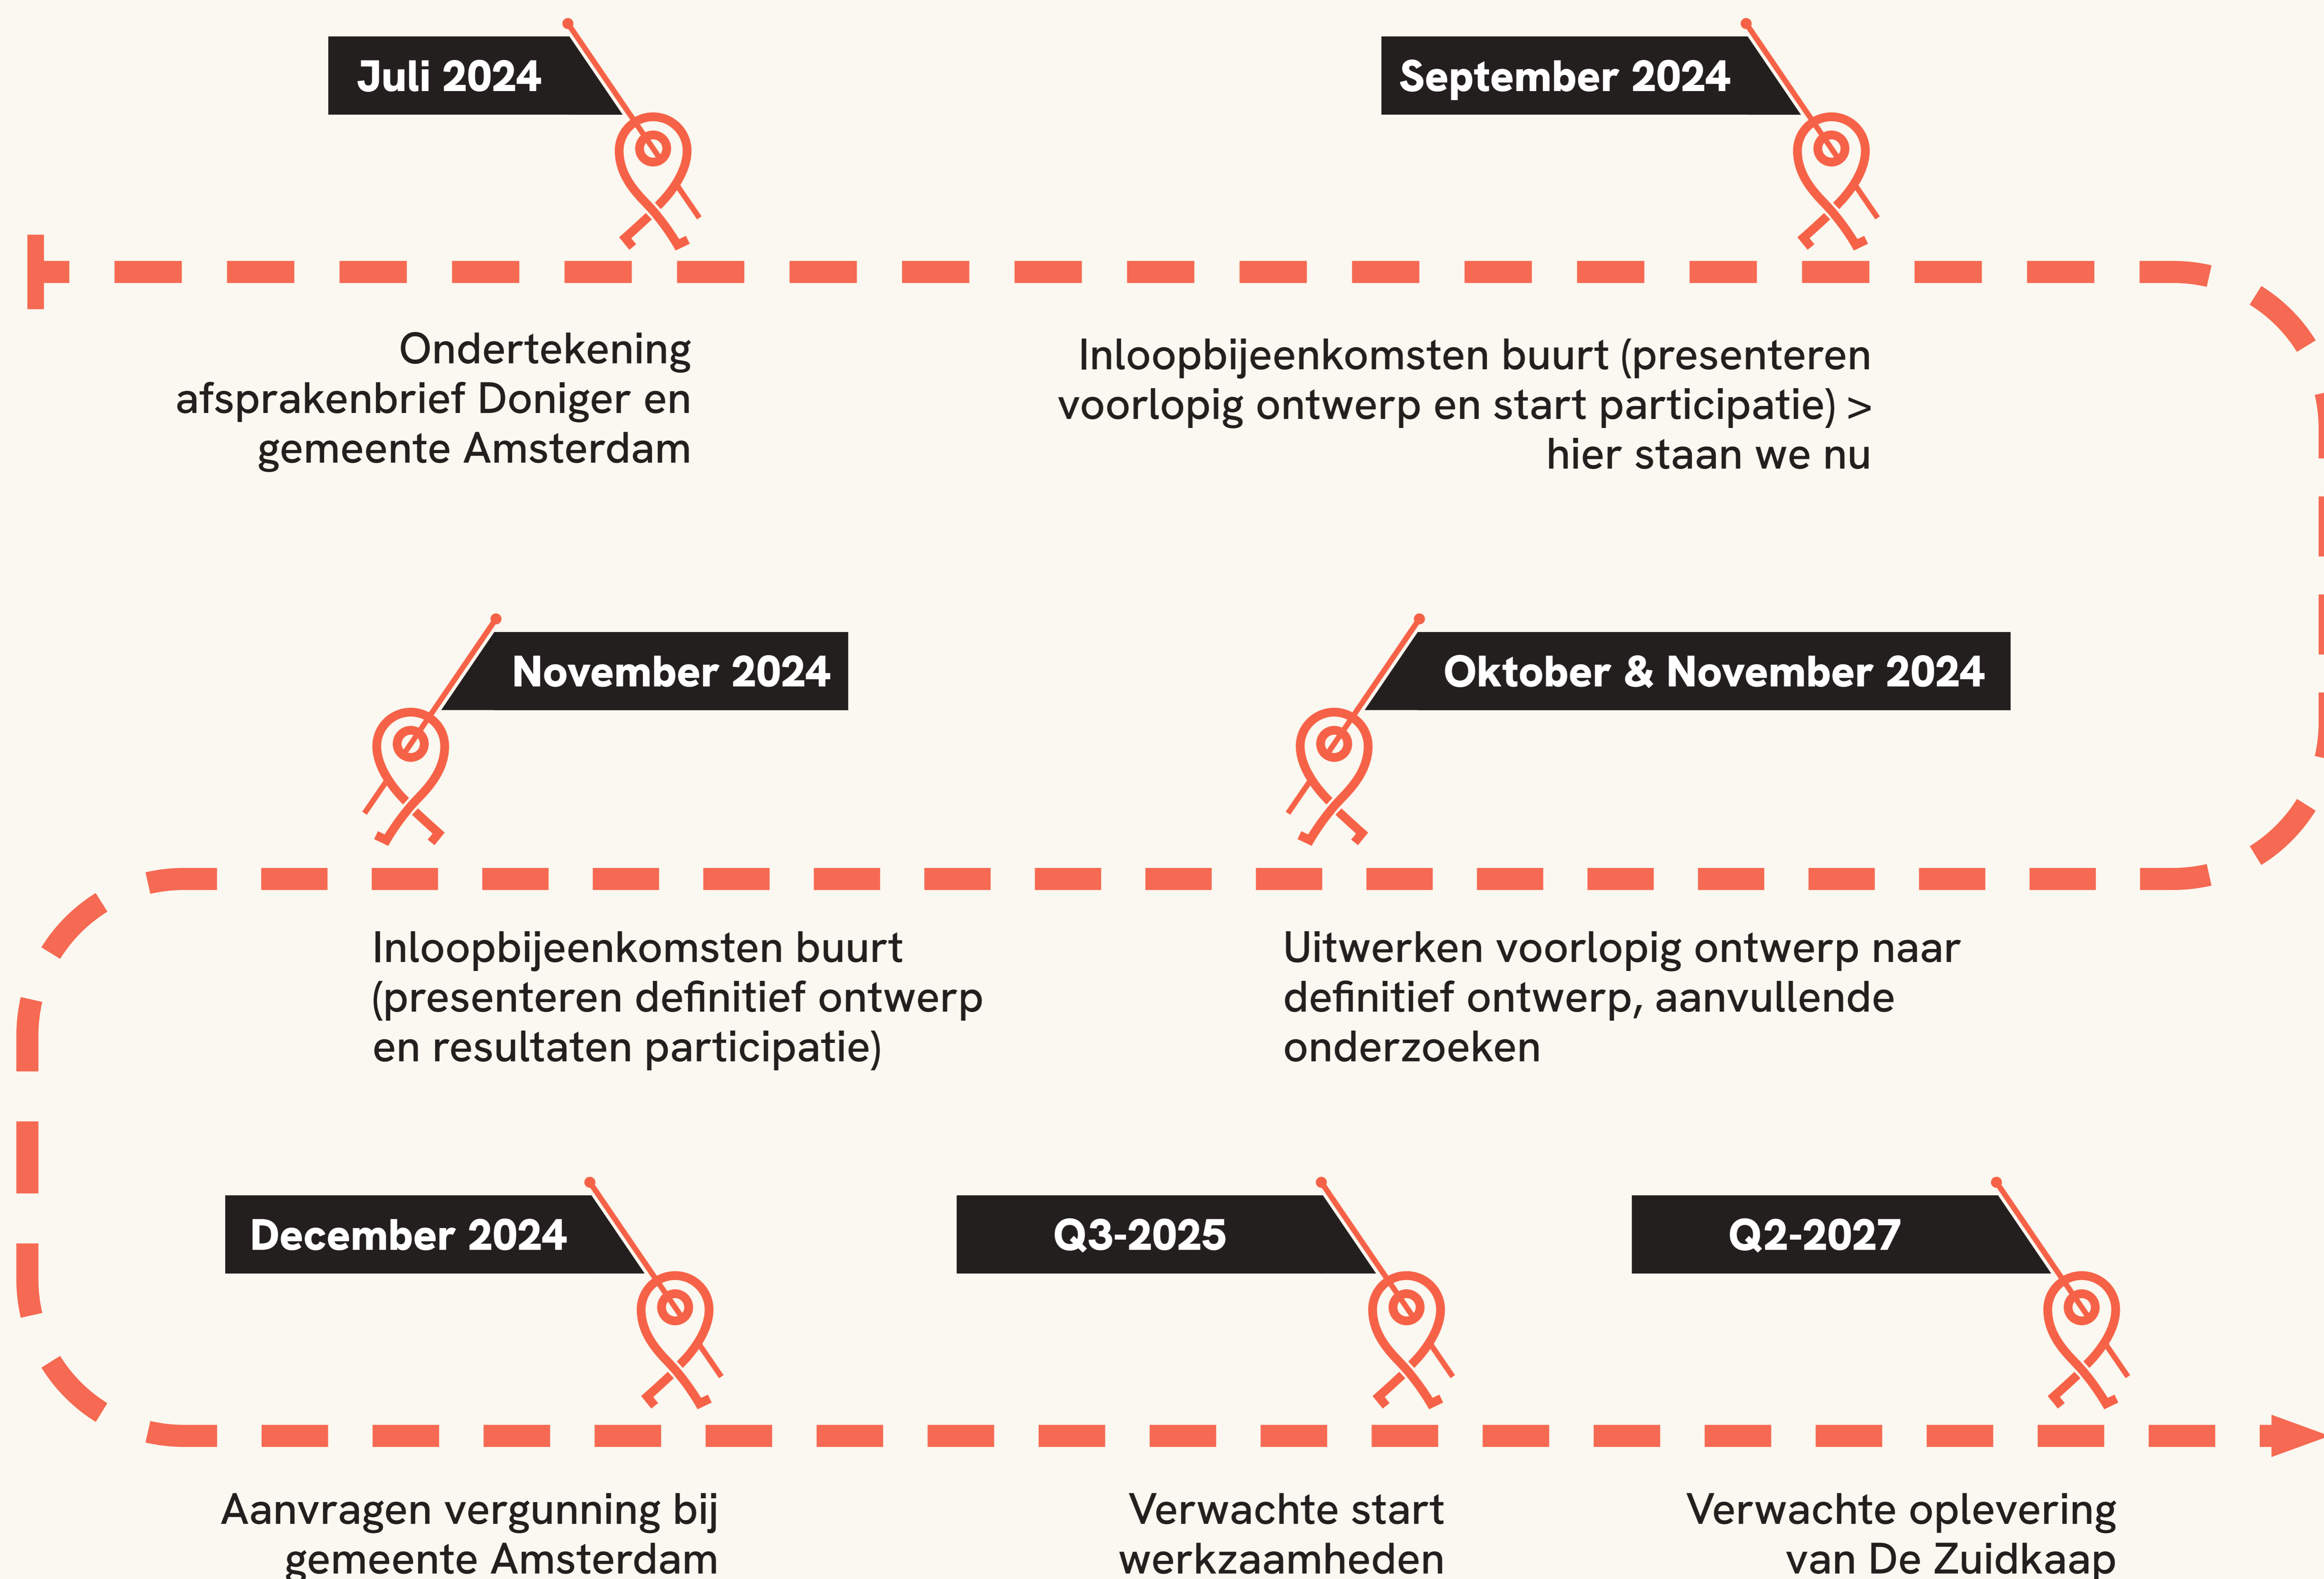 Juli 2024
Ondertekening
afsprakenbrief Doniger en
gemeente Amsterdam
September 2024
Inloopbijeenkomsten buurt (presenteren
voorlopig ontwerp en start participatie) >
hier staan we nu
Oktober & November 2024
Uitwerken voorlopig ontwerp naar
definitief ontwerp, aanvullende
onderzoeken
November 2024
Inloopbijeenkomsten buurt
(presenteren definitief ontwerp
en resultaten participatie)
December 2024
Aanvragen vergunning bij
gemeente Amsterdam
Q3-2025
Verwachte start
werkzaamheden
Q2-2027
Verwachte oplevering
van De Zuidkaap